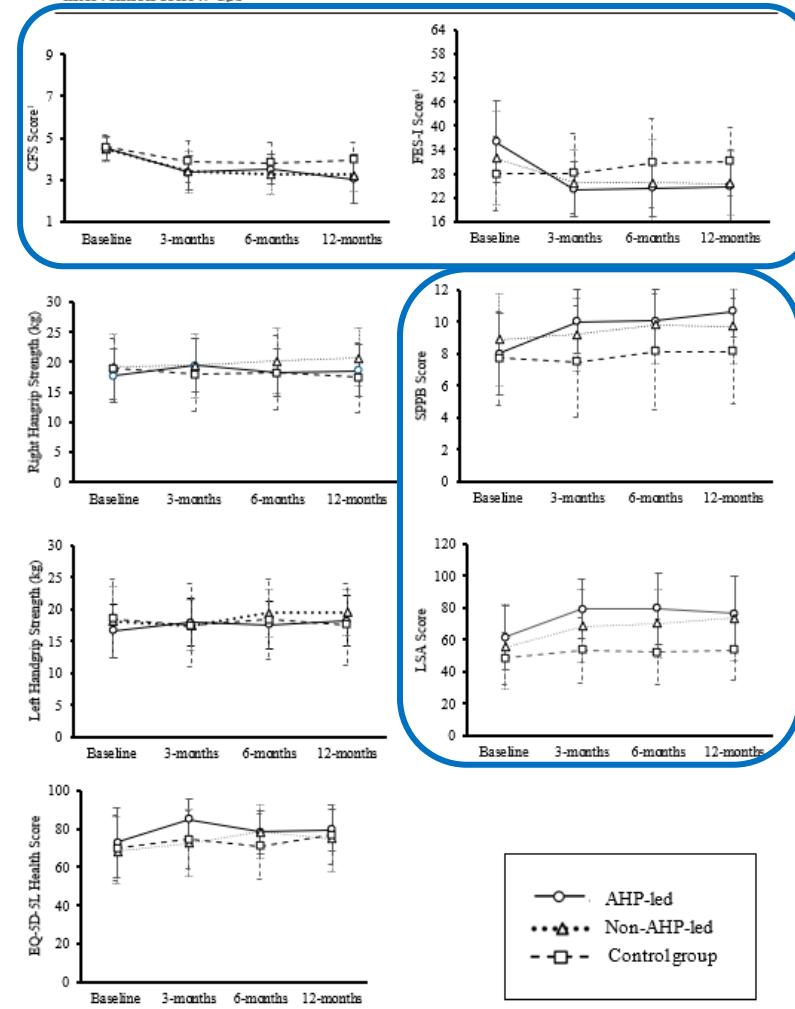 64
9
58
52
7
46
40
5
34
3
28
22
1
16
CFS Score¹
FES-I Score¹
Baseline 3-months 6-months 12-months
Baseline 3-months 6-months 12-months
30
25
20
15
10
5
0
Right Hangrip Strength (kg)
Baseline 3-months 6-months 12-months
12
10
8
6
4
2
0
SPPB Score
Baseline 3-months 6-months 12-months
30
25
20
15
10
5
0
Left Handgrip Strength (kg)
Baseline 3-months 6-months 12-months
120
100
80
60
40
20
0
LSA Score
Baseline 3-months 6-months 12-months
100
80
60
40
20
0
EQ-5D-5L Health Score
Baseline 3-months 6-months 12-months
AHP-led
Non-AHP-led
Control group